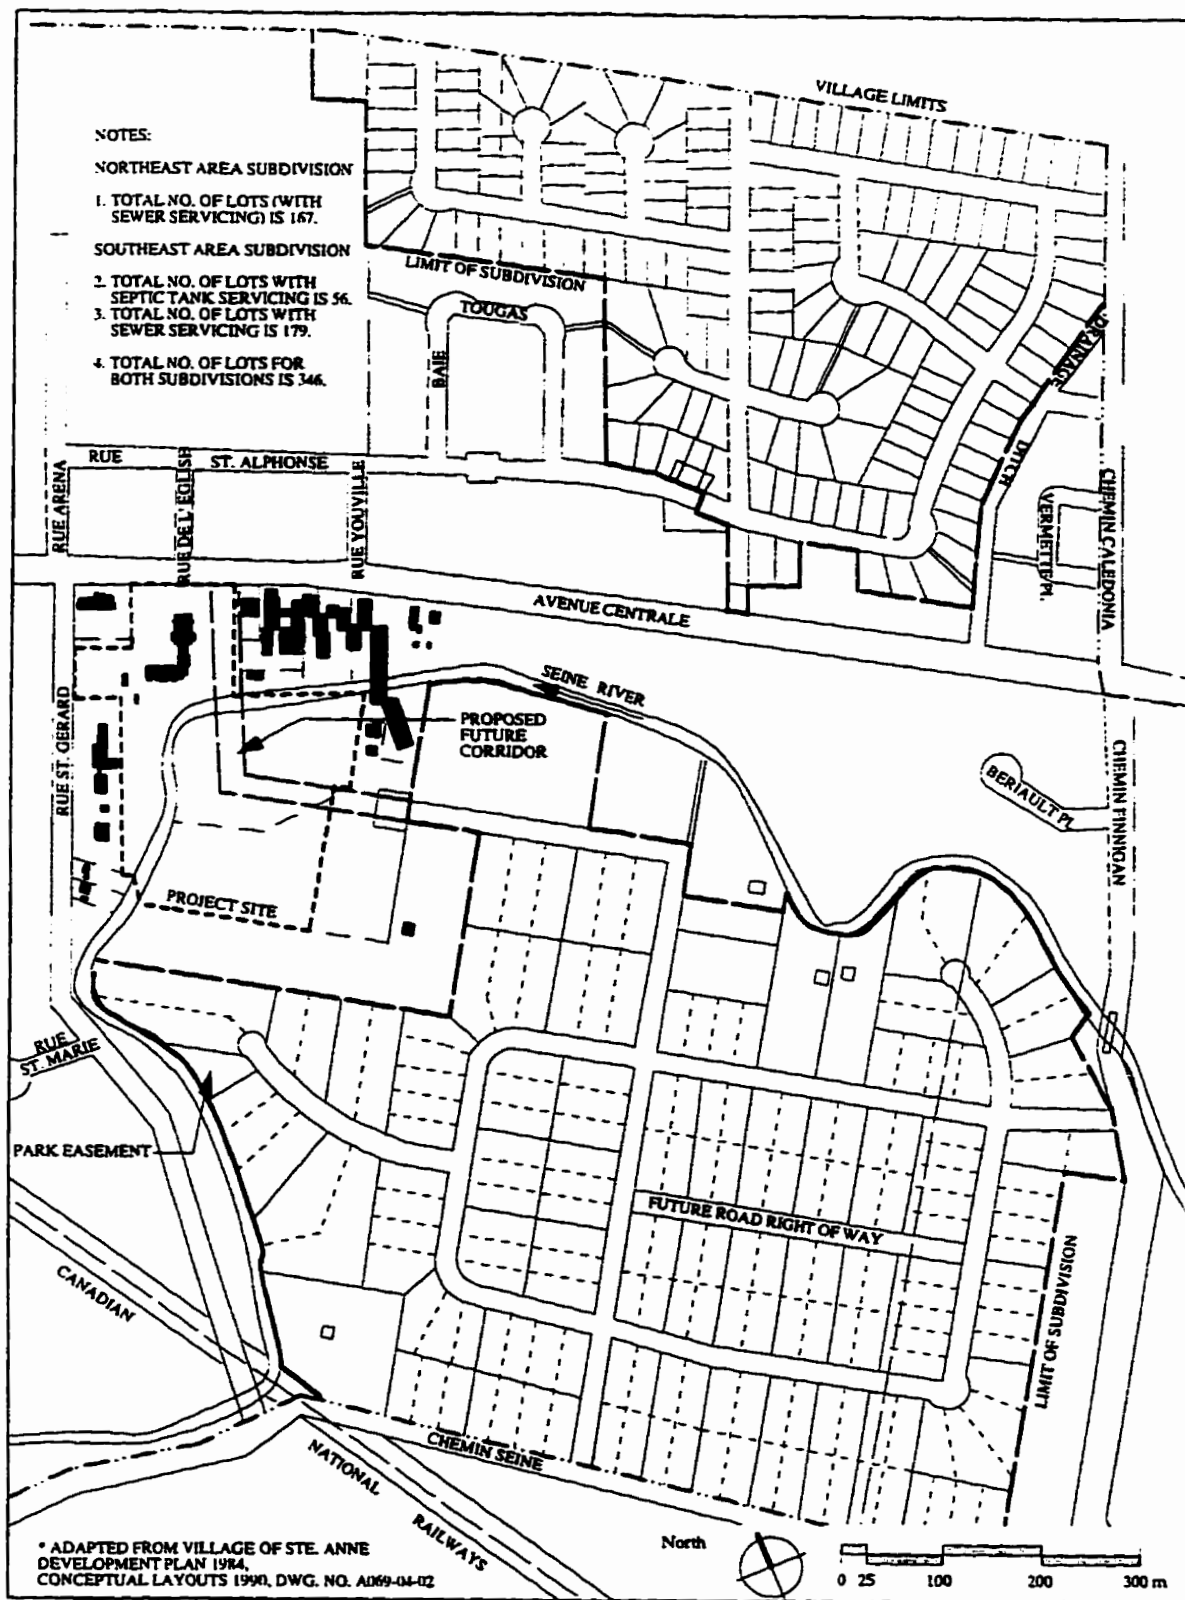 VILLAGE LIMITS
NOTES:
NORTHEAST AREA SUBDIVISION
1. TOTAL NO. OF LOTS (WITH
SEWER SERVICING) IS 167.
SOUTHEAST AREA SUBDIVISION
2. TOTAL NO. OF LOTS WITH
SEPTIC TANK SERVICING IS 56.
3. TOTAL NO. OF LOTS WITH
SEWER SERVICING IS 179.
4. TOTAL NO. OF LOTS FOR
BOTH SUBDIVISIONS IS 346.
LIMIT OF SUBDIVISION
TOUGAS
BAIE
DRAINAGE
DITCH
RUE ST. ALPHONSE
RUE ARENA
RUE DE L' EGLISE
RUE YOUVILLE
VERMETTE PL.
CHEMIN CALEDONIA
AVENUE CENTRALE
SEINE RIVER
RUE ST. GERARD
PROPOSED
FUTURE
CORRIDOR
BERIAULT PL.
CHEMIN FINNIGAN
PROJECT SITE
RUE
ST. MARIE
PARK EASEMENT
FUTURE ROAD RIGHT OF WAY
LIMIT OF SUBDIVISION
CANADIAN
NATIONAL
RAILWAYS
CHEMIN SEINE
* ADAPTED FROM VILLAGE OF STE. ANNE
DEVELOPMENT PLAN 1984,
CONCEPTUAL LAYOUTS 1990, DWG. NO. A069-04-02
North
0 25 100 200 300 m